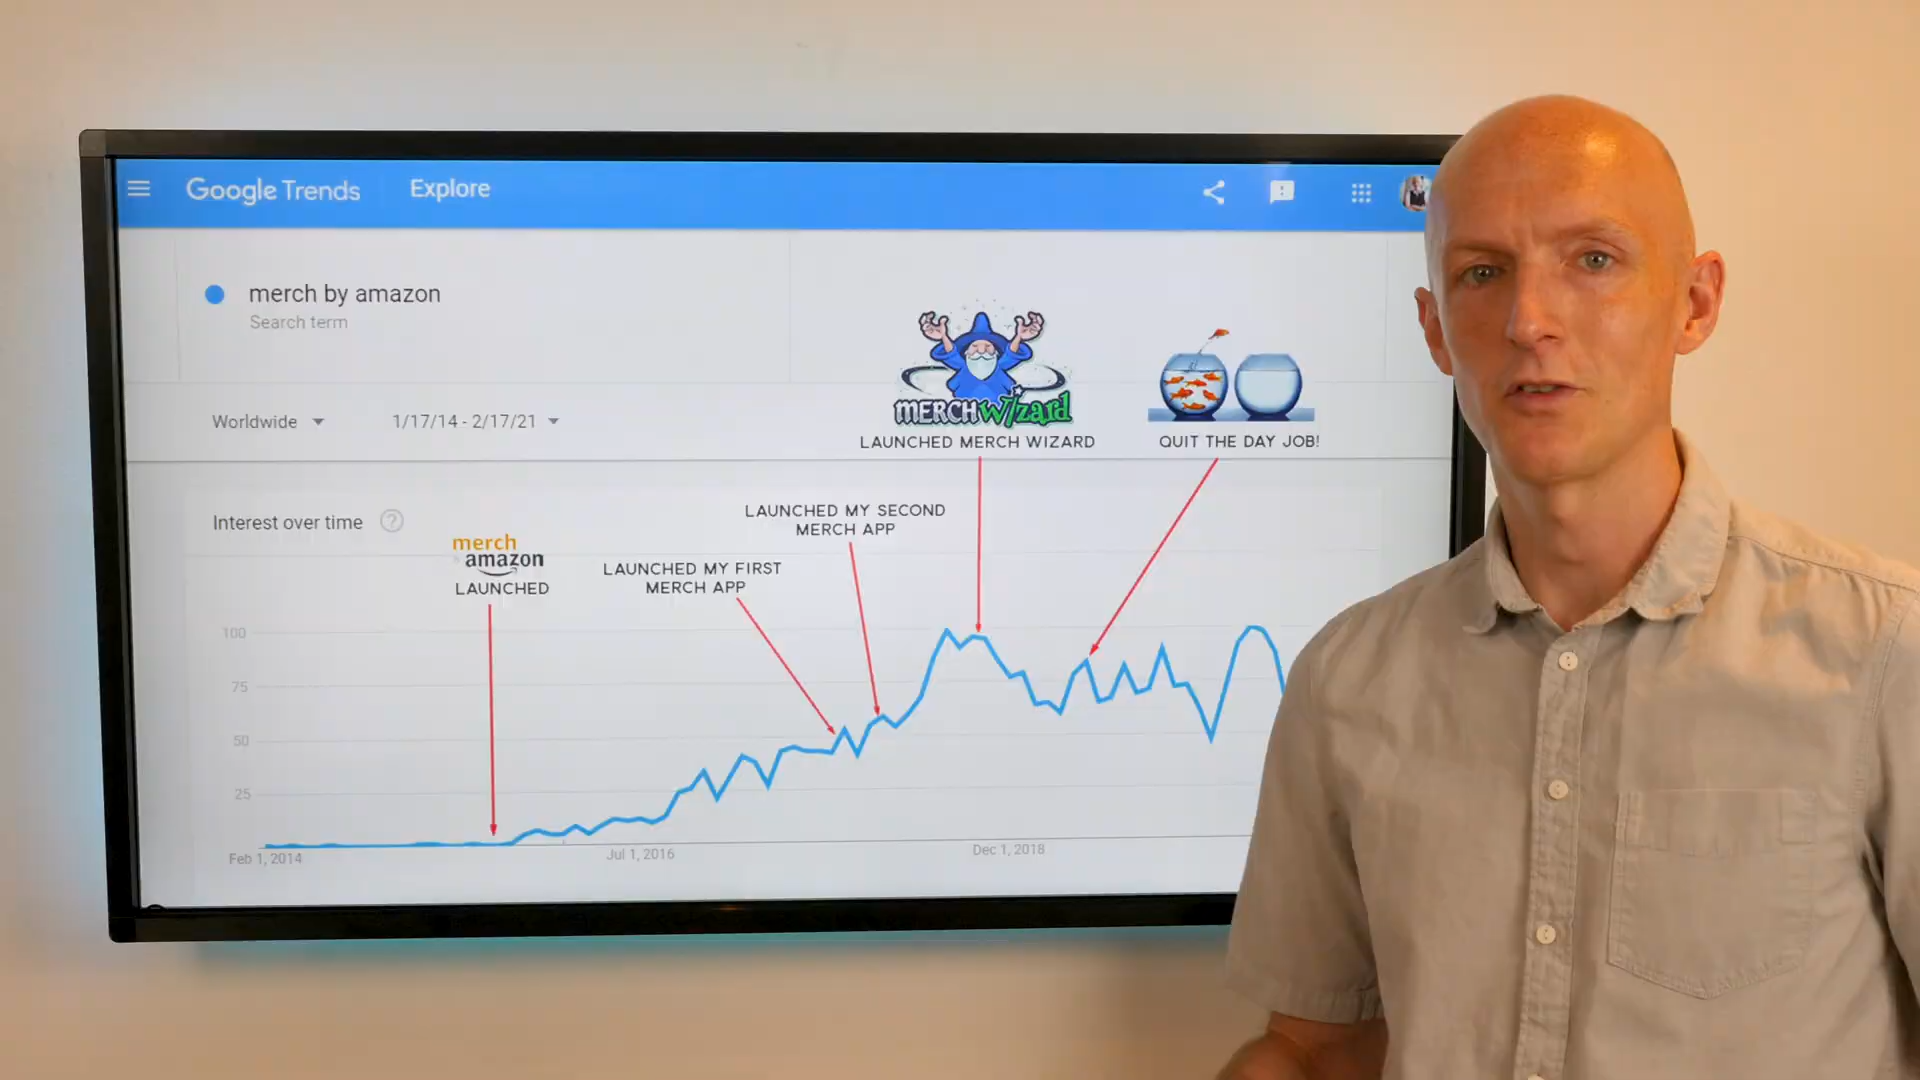 Google Trends
Explore
merch by amazon
Search term
Worldwide
1/17/14 - 2/17/21
MERCHWizard
LAUNCHED MERCH WIZARD
QUIT THE DAY JOB!
Interest over time
?
merch
amazon
LAUNCHED
LAUNCHED MY FIRST
MERCH APP
LAUNCHED MY SECOND
MERCH APP
100
75
50
25
Feb 1, 2014
Jul 1, 2016
Dec 1, 2018